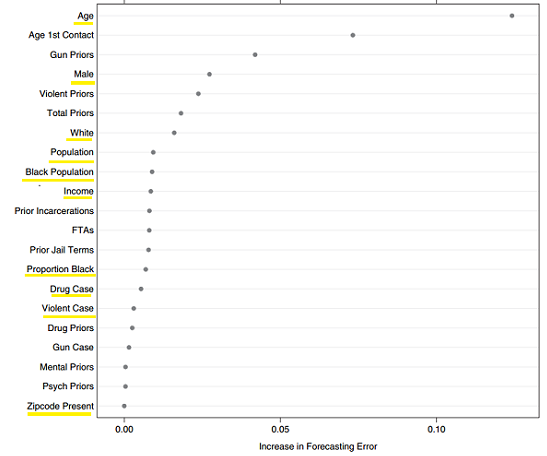 Age
Age 1st Contact
Gun Priors
Male
Violent Priors
Total Priors
White
Population
Black Population
Income
Prior Incarcerations
FTAs
Prior Jail Terms
Proportion Black
Drug Case
Violent Case
Drug Priors
Gun Case
Mental Priors
Psych Priors
Zipcode Present
0.00 0.05 0.10
Increase in Forecasting Error